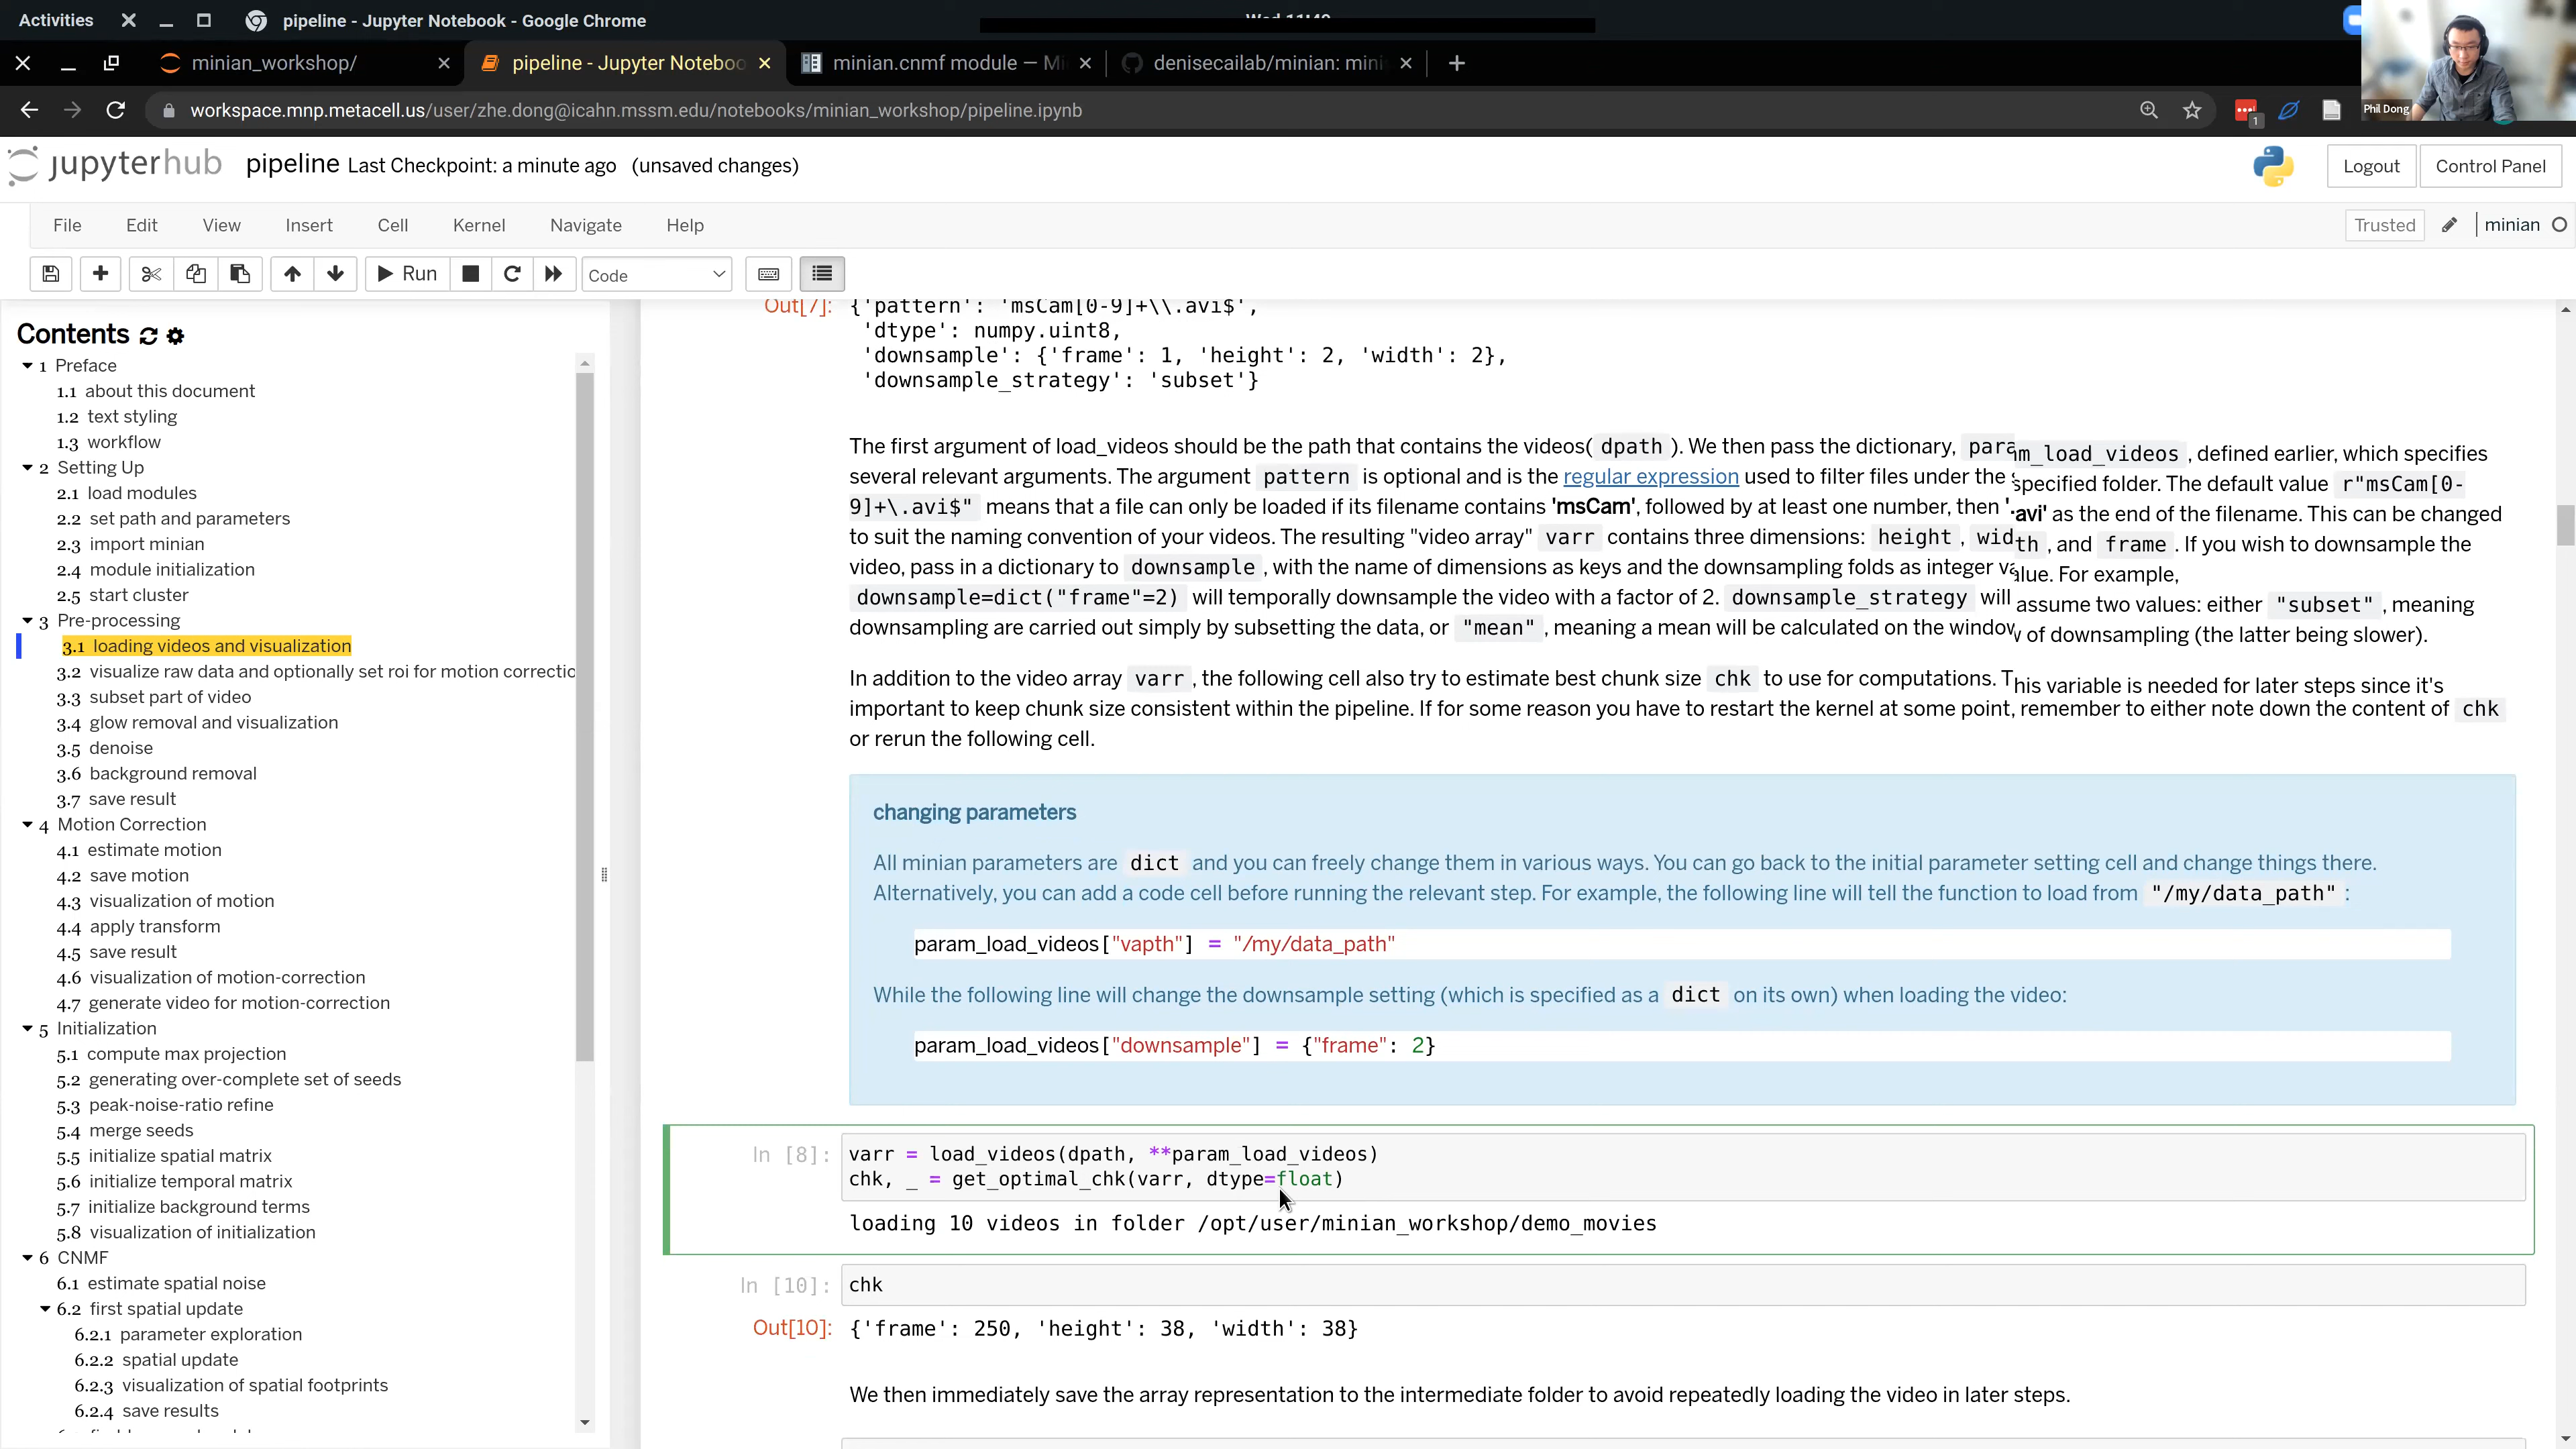 Activities pipeline - Jupyter Notebook - Google Chrome
minian_workshop/ pipeline - Jupyter Noteboo minian.cnmf module — Mi denisecailab/minian: mini
workspace.mnp.metacell.us/user/zhe.dong@icahn.mssm.edu/notebooks/minian_workshop/pipeline.ipynb 1
Phil Dong
jupyterhub pipeline Last Checkpoint: a minute ago (unsaved changes) Logout Control Panel
File Edit View Insert Cell Kernel Navigate Help Trusted minian
Run Code
Contents
1 Preface
1.1 about this document
1.2 text styling
1.3 workflow
2 Setting Up
2.1 load modules
2.2 set path and parameters
2.3 import minian
2.4 module initialization
2.5 start cluster
3 Pre-processing
3.1 loading videos and visualization
3.2 visualize raw data and optionally set roi for motion correctio
3.3 subset part of video
3.4 glow removal and visualization
3.5 denoise
3.6 background removal
3.7 save result
4 Motion Correction
4.1 estimate motion
4.2 save motion
4.3 visualization of motion
4.4 apply transform
4.5 save result
4.6 visualization of motion-correction
4.7 generate video for motion-correction
5 Initialization
5.1 compute max projection
5.2 generating over-complete set of seeds
5.3 peak-noise-ratio refine
5.4 merge seeds
5.5 initialize spatial matrix
5.6 initialize temporal matrix
5.7 initialize background terms
5.8 visualization of initialization
6 CNMF
6.1 estimate spatial noise
6.2 first spatial update
6.2.1 parameter exploration
6.2.2 spatial update
6.2.3 visualization of spatial footprints
6.2.4 save results
Out[7]: {'pattern': 'msCam[0-9]+\\.avi$',
'dtype': numpy.uint8,
'downsample': {'frame': 1, 'height': 2, 'width': 2},
'downsample_strategy': 'subset'}
The first argument of load_videos should be the path that contains the videos( dpath ). We then pass the dictionary, param_load_videos , defined earlier, which specifies
several relevant arguments. The argument pattern is optional and is the regular expression used to filter files under the specified folder. The default value r"msCam[0-
9]+\.avi$" means that a file can only be loaded if its filename contains 'msCam', followed by at least one number, then '.avi' as the end of the filename. This can be changed
to suit the naming convention of your videos. The resulting "video array" varr contains three dimensions: height , width , and frame . If you wish to downsample the
video, pass in a dictionary to downsample , with the name of dimensions as keys and the downsampling folds as integer value. For example,
downsample=dict("frame"=2) will temporally downsample the video with a factor of 2. downsample_strategy will assume two values: either "subset" , meaning
downsampling are carried out simply by subsetting the data, or "mean" , meaning a mean will be calculated on the window of downsampling (the latter being slower).
In addition to the video array varr , the following cell also try to estimate best chunk size chk to use for computations. This variable is needed for later steps since it's
important to keep chunk size consistent within the pipeline. If for some reason you have to restart the kernel at some point, remember to either note down the content of chk
or rerun the following cell.
changing parameters
All minian parameters are dict and you can freely change them in various ways. You can go back to the initial parameter setting cell and change things there.
Alternatively, you can add a code cell before running the relevant step. For example, the following line will tell the function to load from "/my/data_path" :
param_load_videos["vapth"] = "/my/data_path"
While the following line will change the downsample setting (which is specified as a dict on its own) when loading the video:
param_load_videos["downsample"] = {"frame": 2}
In [8]: varr = load_videos(dpath, **param_load_videos)
chk, _ = get_optimal_chk(varr, dtype=float)
loading 10 videos in folder /opt/user/minian_workshop/demo_movies
In [10]: chk
Out[10]: {'frame': 250, 'height': 38, 'width': 38}
We then immediately save the array representation to the intermediate folder to avoid repeatedly loading the video in later steps.